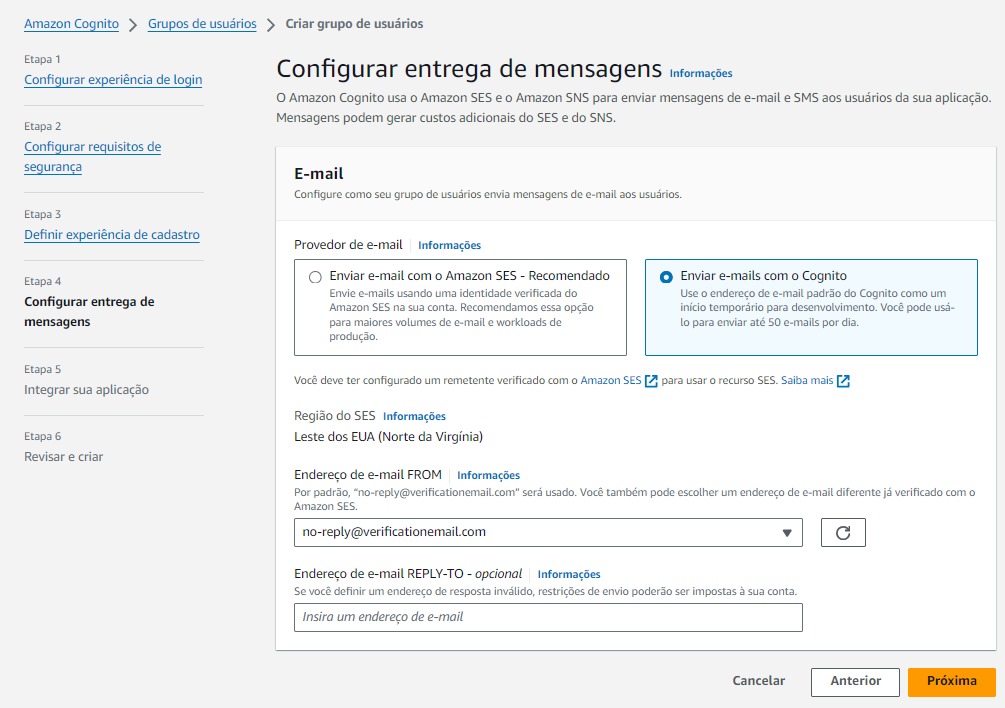 Amazon Cognito > Grupos de usuários > Criar grupo de usuários
Etapa 1
Configurar experiência de login
Etapa 2
Configurar requisitos de
segurança
Etapa 3
Definir experiência de cadastro
Etapa 4
Configurar entrega de
mensagens
Etapa 5
Integrar sua aplicação
Etapa 6
Revisar e criar
Configurar entrega de mensagens Informações
O Amazon Cognito usa o Amazon SES e o Amazon SNS para enviar mensagens de e-mail e SMS aos usuários da sua aplicação.
Mensagens podem gerar custos adicionais do SES e do SNS.
E-mail
Configure como seu grupo de usuários envia mensagens de e-mail aos usuários.
Provedor de e-mail Informações
Enviar e-mail com o Amazon SES - Recomendado
Envie e-mails usando uma identidade verificada do
Amazon SES na sua conta. Recomendamos essa opção
para maiores volumes de e-mail e workloads de
produção.
Enviar e-mails com o Cognito
Use o endereço de e-mail padrão do Cognito como um
início temporário para desenvolvimento. Você pode usá-
lo para enviar até 50 e-mails por dia.
Você deve ter configurado um remetente verificado com o Amazon SES para usar o recurso SES. Saiba mais
Região do SES Informações
Leste dos EUA (Norte da Virgínia)
Endereço de e-mail FROM Informações
Por padrão, “no-reply@verificationemail.com” será usado. Você também pode escolher um endereço de e-mail diferente já verificado com o
Amazon SES.
no-reply@verificationemail.com
Endereço de e-mail REPLY-TO - opcional Informações
Se você definir um endereço de resposta inválido, restrições de envio poderão ser impostas à sua conta.
Insira um endereço de e-mail
Cancelar Anterior Próxima